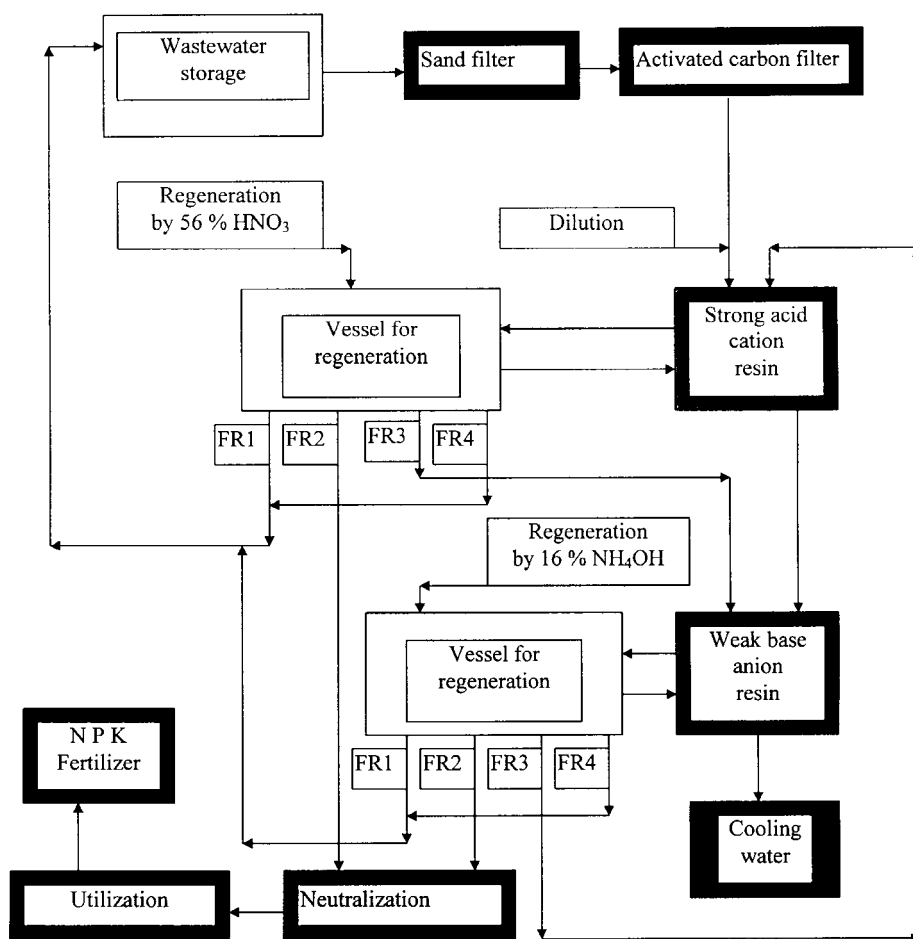 Wastewater
storage
Sand filter
Activated carbon filter
Regeneration
by 56 % HNO₃
Dilution
Vessel for
regeneration
Strong acid
cation
resin
FR1
FR2
FR3
FR4
Regeneration
by 16 % NH₄OH
Vessel for
regeneration
Weak base
anion
resin
N P K
Fertilizer
FR1
FR2
FR3
FR4
Cooling
water
Utilization
Neutralization